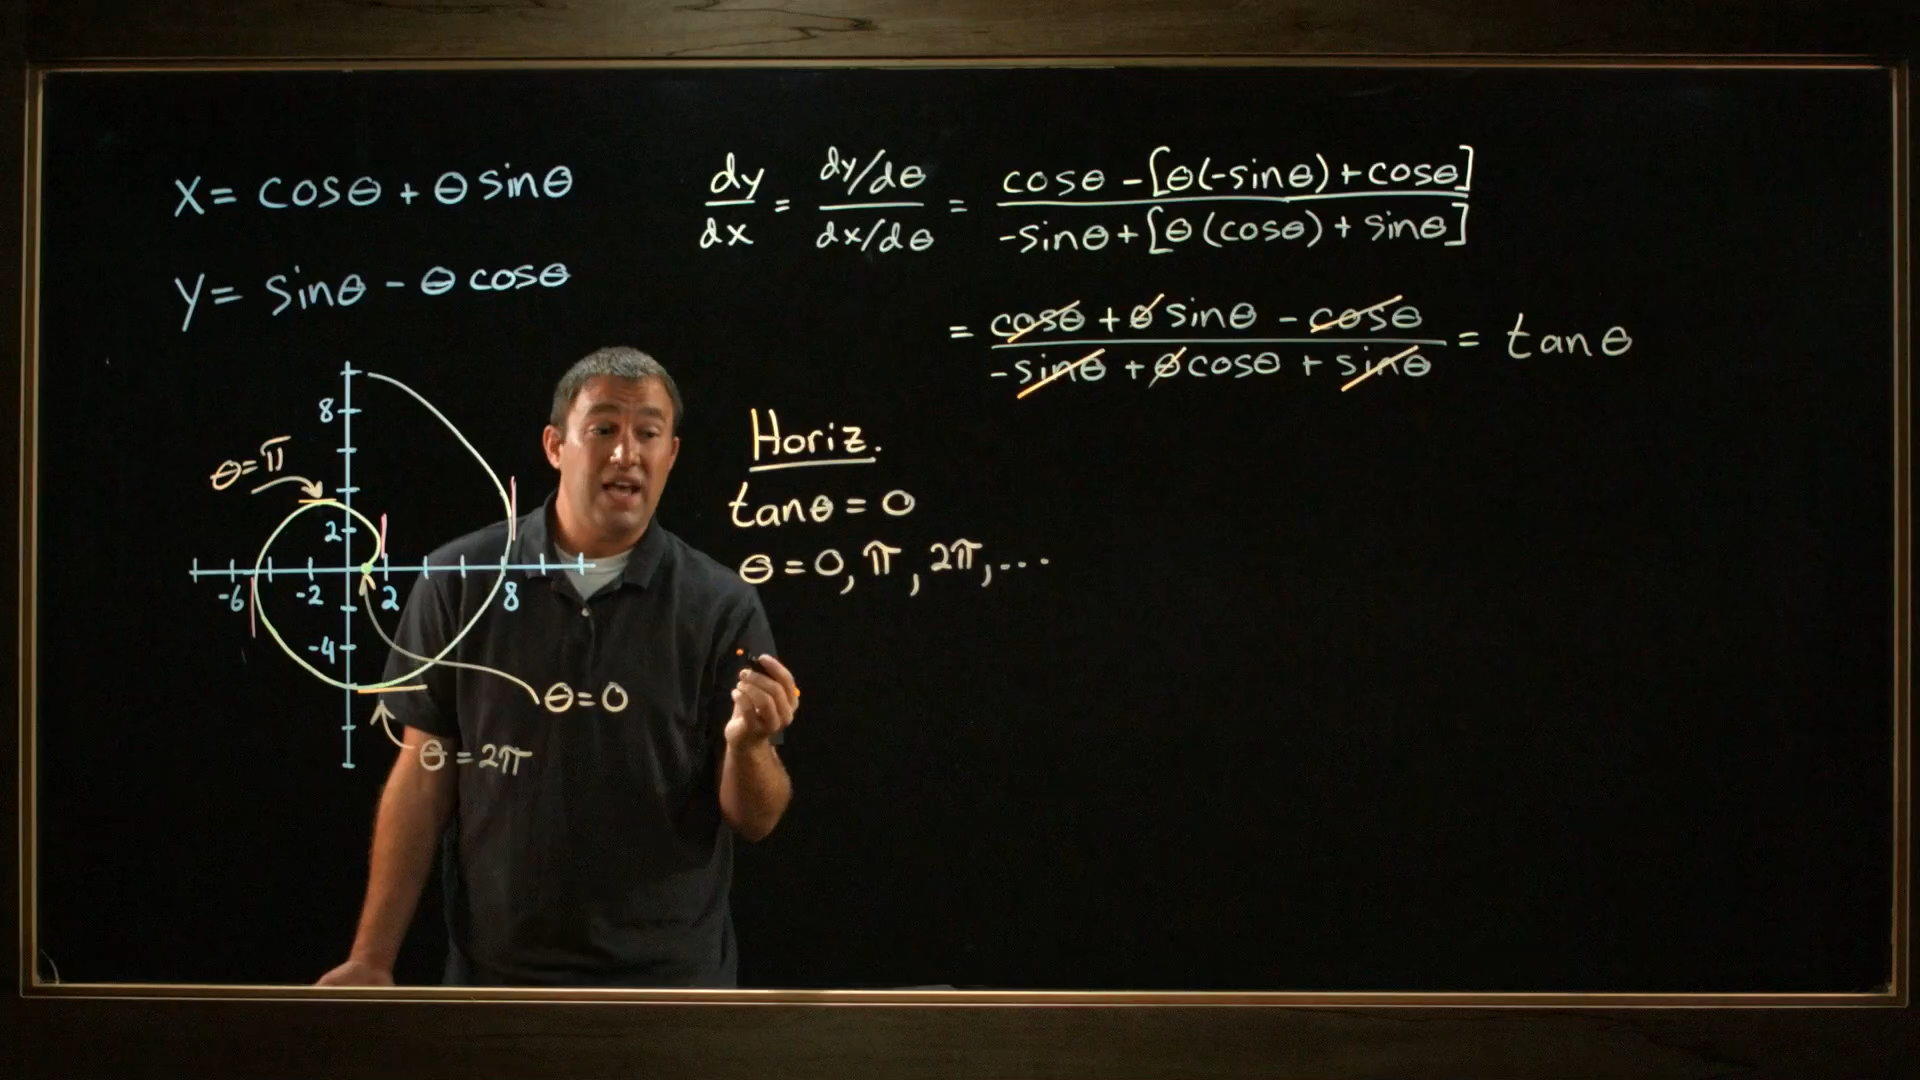 x = cosθ + θ sinθ
y = sinθ - θ cosθ
dy/dx = (dy/dθ)/(dx/dθ) = (cosθ - [θ(-sinθ) + cosθ])/(-sinθ + [θ(cosθ) + sinθ])
= (cosθ + θ sinθ - cosθ)/(-sinθ + θ cosθ + sinθ) = tanθ
8
θ = π
2
-6 -2 2 8
-4
θ = 0
θ = 2π
Horiz.
tanθ = 0
θ = 0, π, 2π, ...